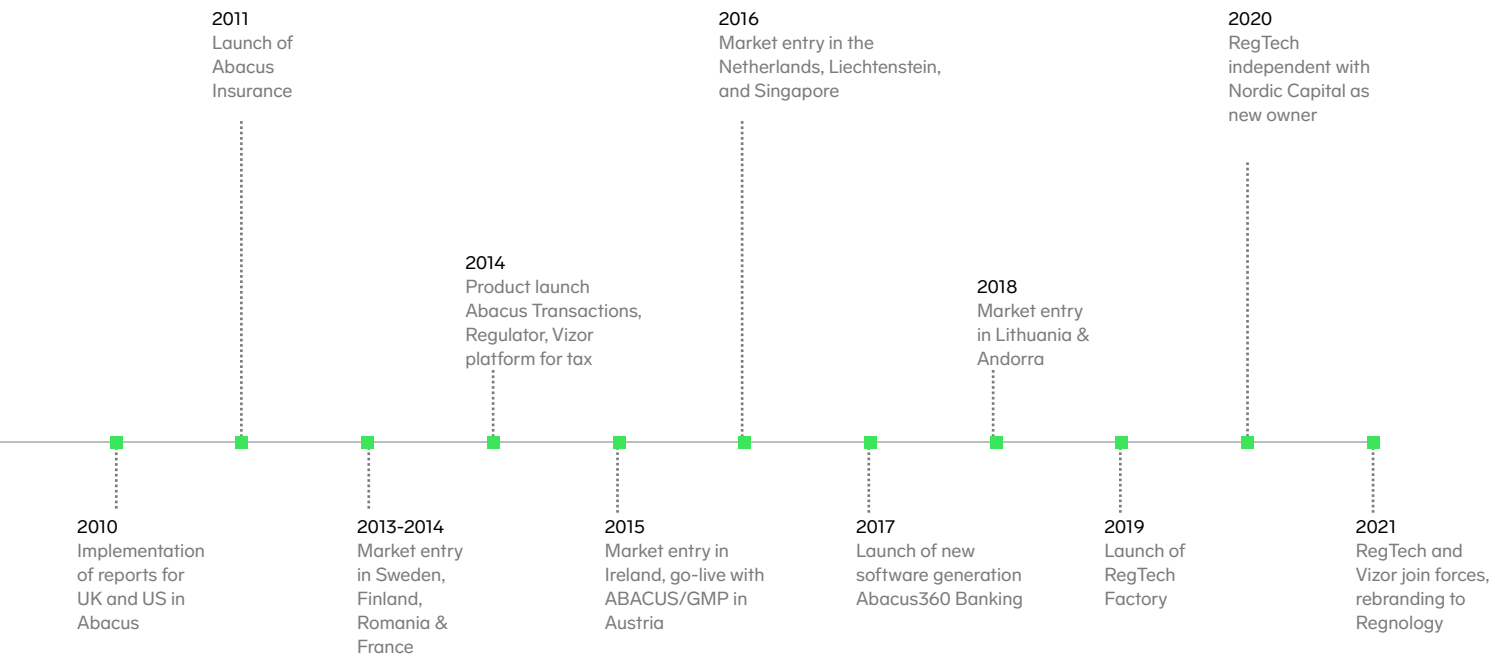 2011
Launch of
Abacus
Insurance
2016
Market entry in the
Netherlands, Liechtenstein,
and Singapore
2020
RegTech
independent with
Nordic Capital as
new owner
2014
Product launch
Abacus Transactions,
Regulator, Vizor
platform for tax
2018
Market entry
in Lithuania &
Andorra
2010
Implementation
of reports for
UK and US in
Abacus
2013-2014
Market entry
in Sweden,
Finland,
Romania &
France
2015
Market entry in
Ireland, go-live with
ABACUS/GMP in
Austria
2017
Launch of new
software generation
Abacus360 Banking
2019
Launch of
RegTech
Factory
2021
RegTech and
Vizor join forces,
rebranding to
Regnology